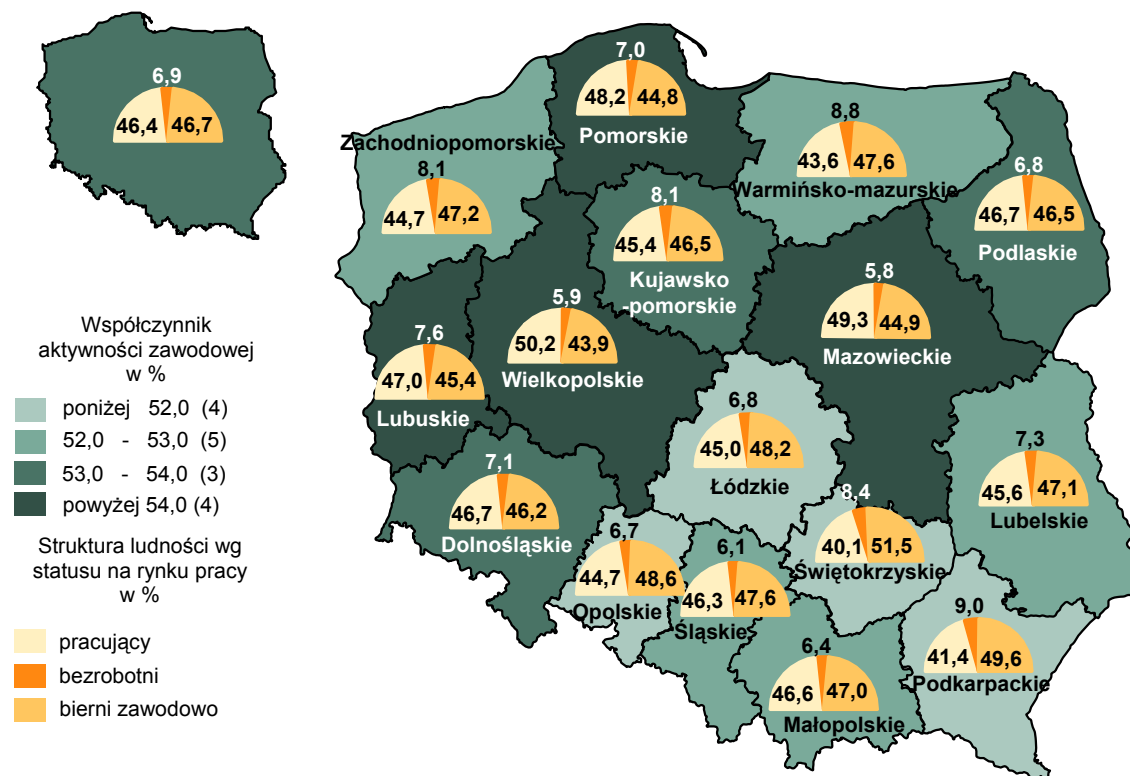 6,9
46,4 46,7
Współczynnik
aktywności zawodowej
w %
poniżej 52,0 (4)
52,0 - 53,0 (5)
53,0 - 54,0 (3)
powyżej 54,0 (4)
Struktura ludności wg
statusu na rynku pracy
w %
pracujący
bezrobotni
bierni zawodowo
7,0
48,2 44,8
Pomorskie
Zachodniopomorskie
8,1
44,7 47,2
8,8
43,6 47,6
Warmińsko-mazurskie
6,8
46,7 46,5
Podlaskie
8,1
45,4 46,5
Kujawsko
-pomorskie
5,9
50,2 43,9
Wielkopolskie
5,8
49,3 44,9
Mazowieckie
7,6
47,0 45,4
Lubuskie
6,8
45,0 48,2
Łódzkie
7,3
45,6 47,1
Lubelskie
7,1
46,7 46,2
Dolnośląskie
6,7
44,7 48,6
Opolskie
6,1
46,3 47,6
Śląskie
8,4
40,1 51,5
Świętokrzyskie
9,0
41,4 49,6
Podkarpackie
6,4
46,6 47,0
Małopolskie